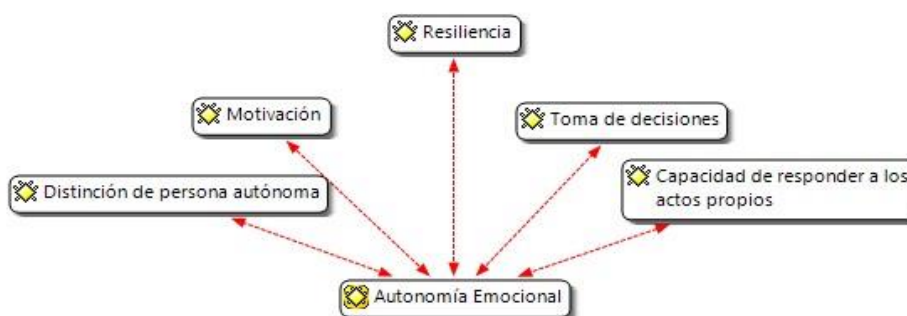 Resiliencia
Motivación
Toma de decisiones
Distinción de persona autónoma
Capacidad de responder a los
actos propios
Autonomía Emocional